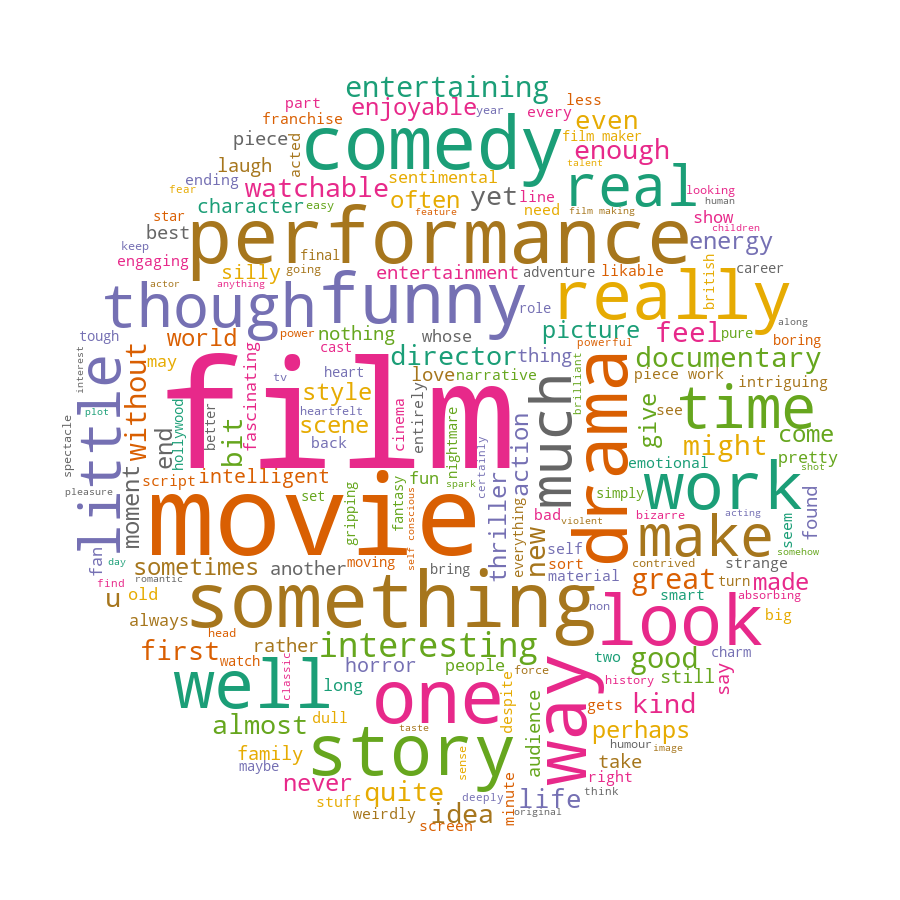 entertaining
part
enjoyable
year
less
every
even
franchise
film maker
piece
acted
comedy
enough
laugh
talent
ending
watchable
sentimental
real
fear
often
yet
line
looking
character
easy
human
star
feature
need
film making
show
best
performance
children
keep
energy
final
engaging
silly
going
entertainment
adventure
likable
british
career
actor
anything
though
funny
role
really
along
tough
world
power
nothing
whose
picture
feel
pure
boring
interest
may
without
fascinating
cast
director
thing
powerful
documentary
little
film
tv
heart
love
narrative
much
brilliant
drama
piece work
intriguing
plot
hollywood
better
style
heartfelt
cinema
entirely
nightmare
give
see
time
spectacle
end
bit
scene
back
action
might
come
certainly
pretty
emotional
shot
pleasure
moment
script
intelligent
fun
spark
thriller
work
set
gripping
fantasy
self conscious
everything
simply
found
movie
new
bad
violent
bizarre
acting
make
seem
fan
day
self
somehow
sometimes
another
moving
bring
sort
contrived
strange
find
romantic
material
great
turn
made
u
old
something
non
smart
absorbing
always
look
big
head
first
rather
interesting
watch
classic
horror
people
force
two
good
charm
well
long
one
despite
way
history
still
say
almost
dull
taste
story
audience
gets
kind
perhaps
family
maybe
sense
humour
image
take
never
minute
right
stuff
quite
deeply
life
think
weirdly
idea
original
screen